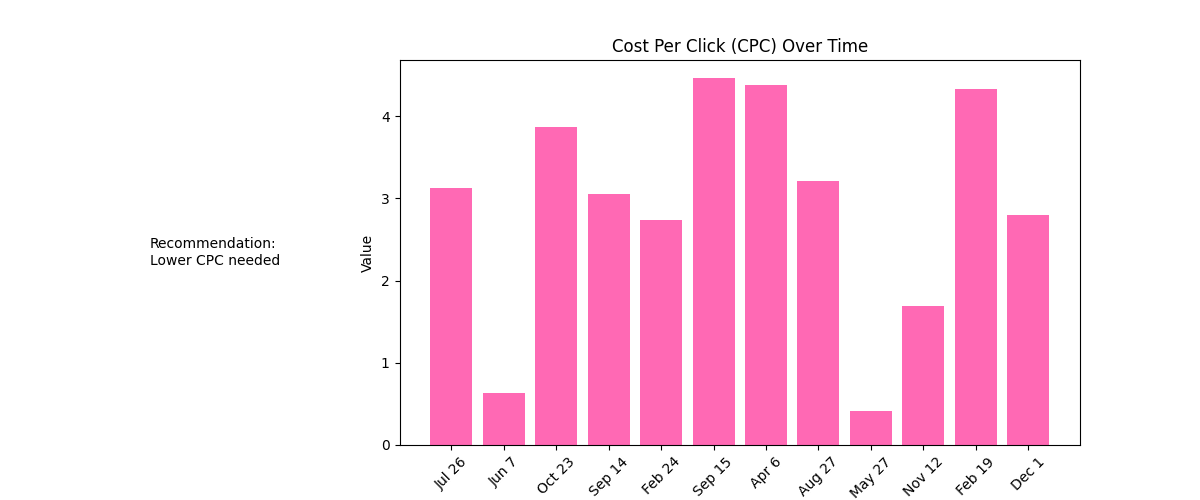 Cost Per Click (CPC) Over Time
Recommendation:
Lower CPC needed
Value
4
3
2
1
0
Jul 26
Jun 7
Oct 23
Sep 14
Feb 24
Sep 15
Apr 6
Aug 27
May 27
Nov 12
Feb 19
Dec 1